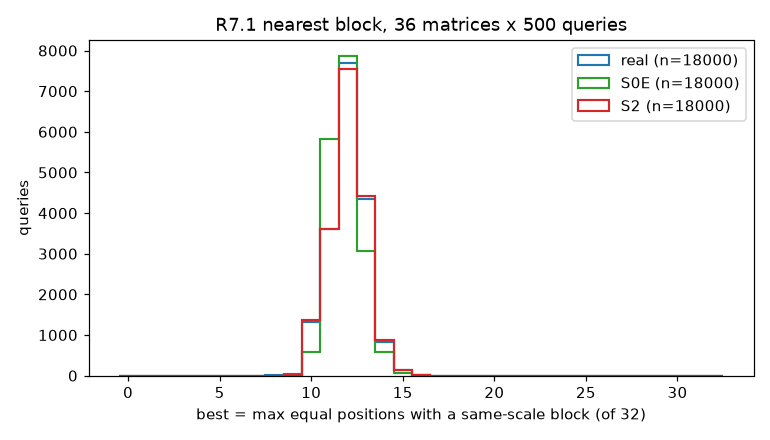 R7.1 nearest block, 36 matrices x 500 queries
real (n=18000)
S0E (n=18000)
S2 (n=18000)
queries
8000
7000
6000
5000
4000
3000
2000
1000
0
0 5 10 15 20 25 30
best = max equal positions with a same-scale block (of 32)